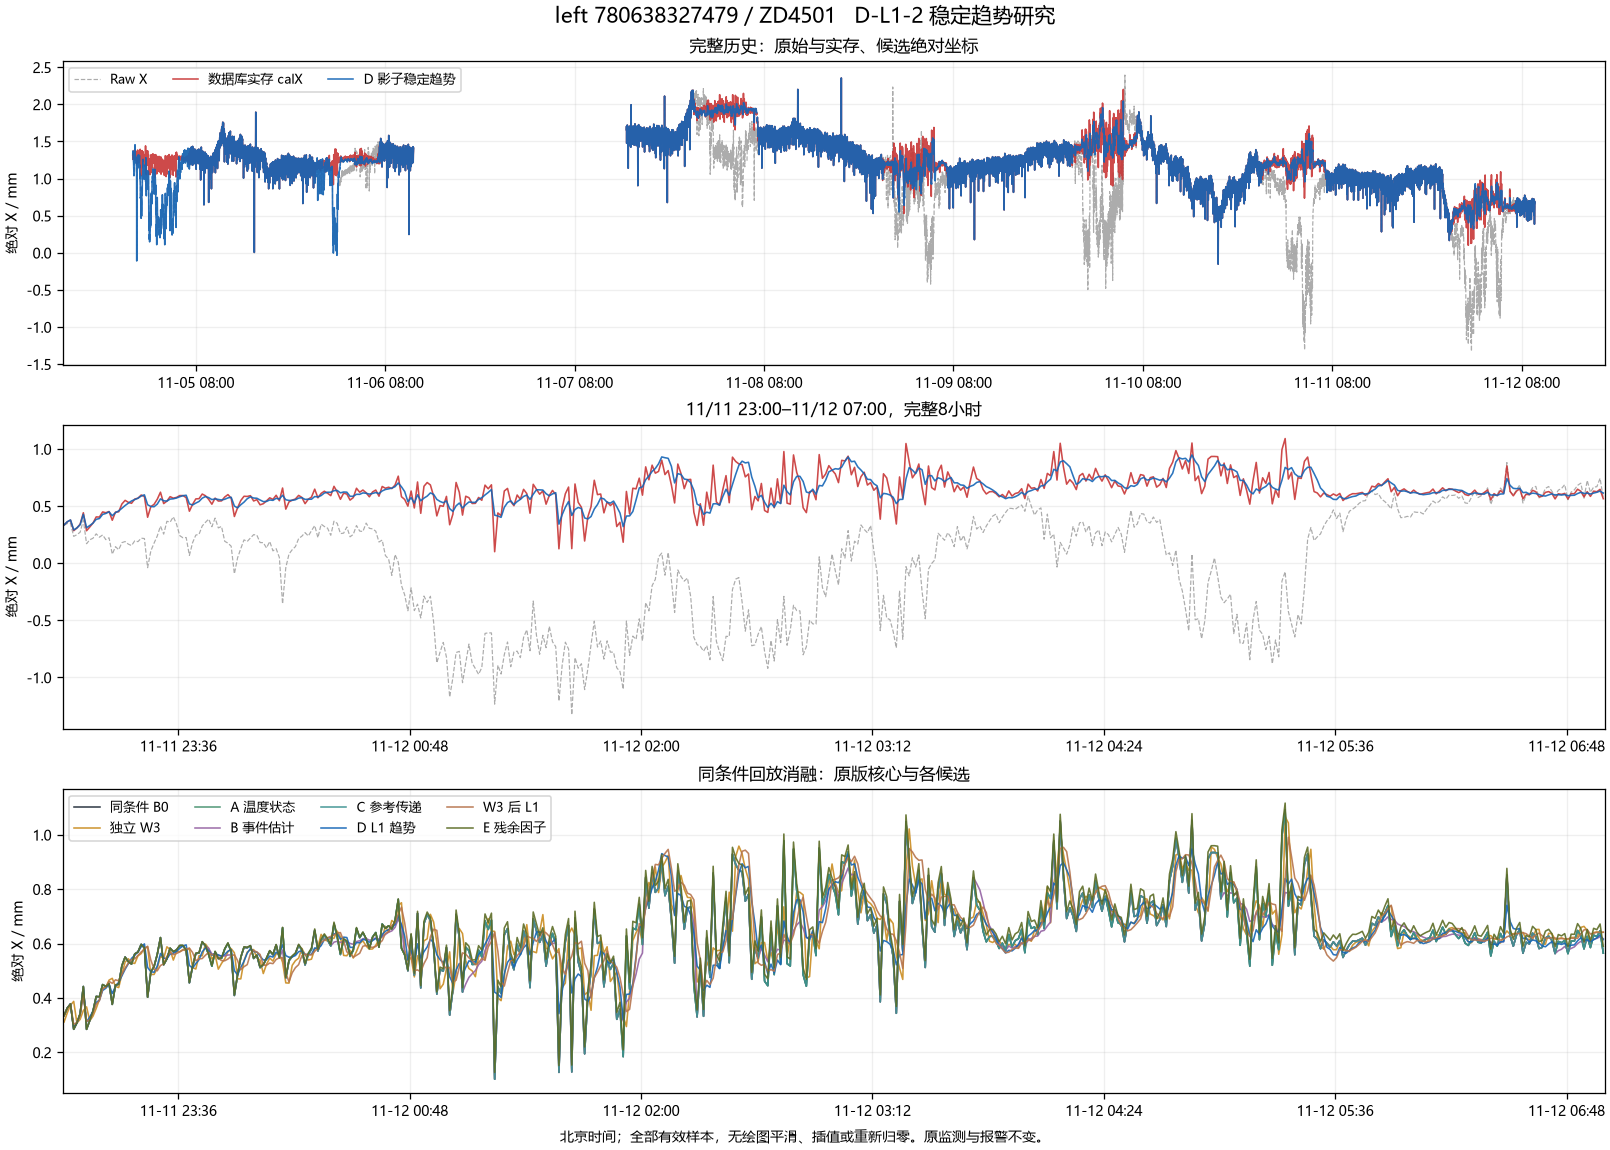 left 780638327479 / ZD4501   D-L1-2 稳定趋势研究
完整历史：原始与实存、候选绝对坐标
Raw X
数据库实存 calX
D 影子稳定趋势
绝对 X / mm
2.5
2.0
1.5
1.0
0.5
0.0
-0.5
-1.0
-1.5
11-05 08:00
11-06 08:00
11-07 08:00
11-08 08:00
11-09 08:00
11-10 08:00
11-11 08:00
11-12 08:00
11/11 23:00–11/12 07:00，完整8小时
绝对 X / mm
1.0
0.5
0.0
-0.5
-1.0
11-11 23:36
11-12 00:48
11-12 02:00
11-12 03:12
11-12 04:24
11-12 05:36
11-12 06:48
同条件回放消融：原版核心与各候选
同条件 B0
A 温度状态
C 参考传递
W3 后 L1
独立 W3
B 事件估计
D L1 趋势
E 残余因子
绝对 X / mm
1.0
0.8
0.6
0.4
0.2
11-11 23:36
11-12 00:48
11-12 02:00
11-12 03:12
11-12 04:24
11-12 05:36
11-12 06:48
北京时间；全部有效样本，无绘图平滑、插值或重新归零。原监测与报警不变。